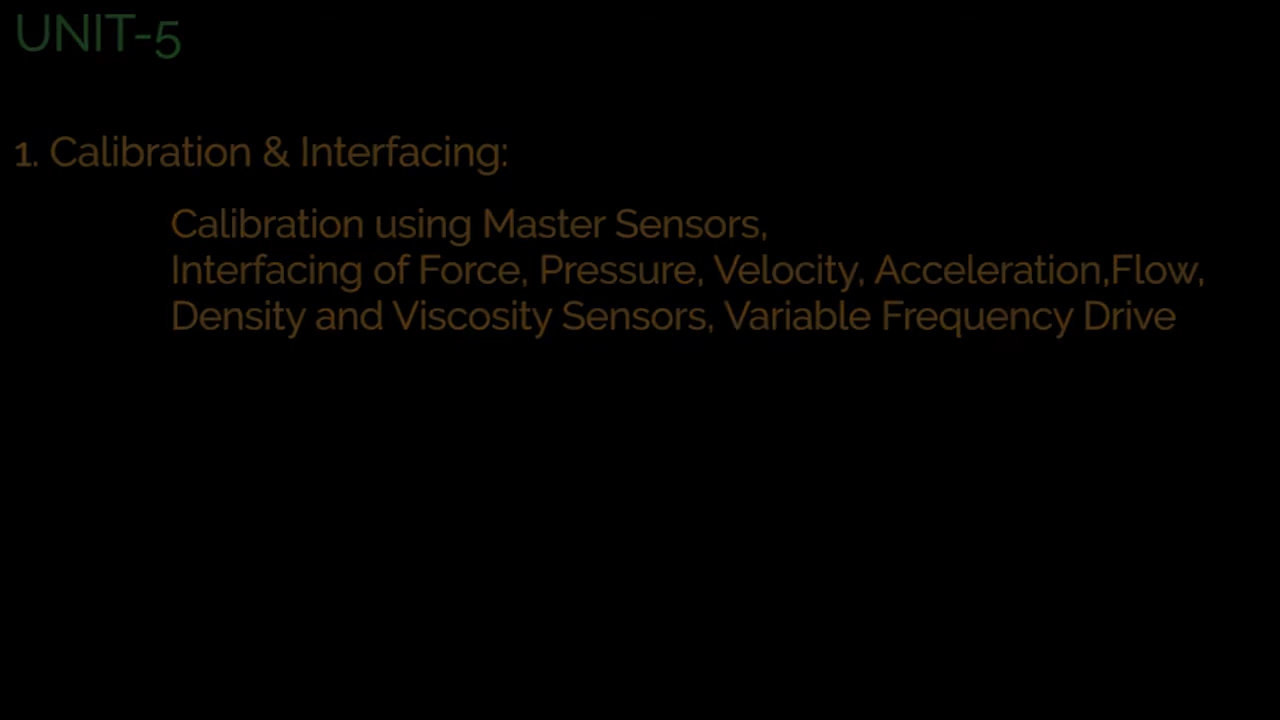 UNIT-5
1. Calibration & Interfacing:
Calibration using Master Sensors,
Interfacing of Force, Pressure, Velocity, Acceleration,Flow,
Density and Viscosity Sensors, Variable Frequency Drive